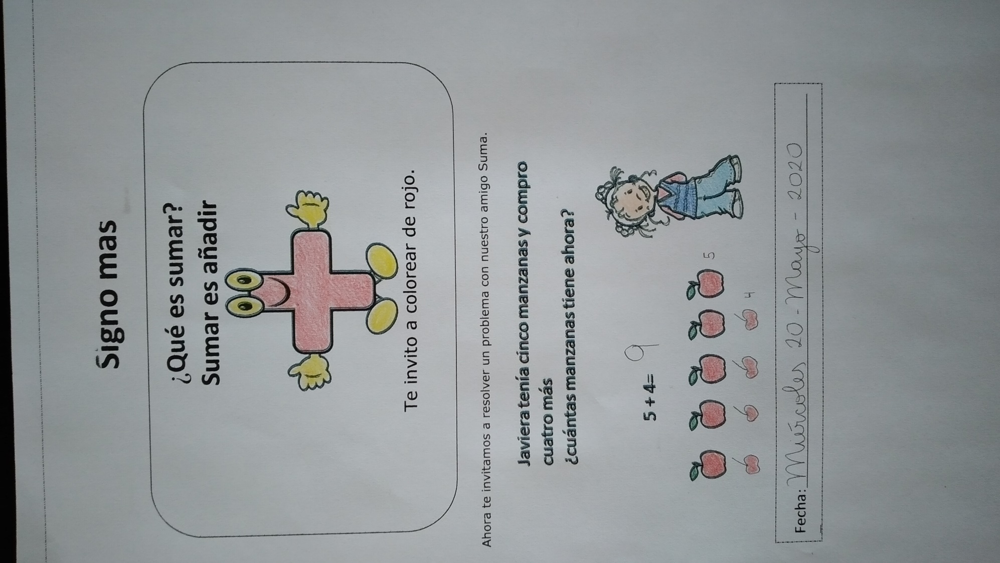 Signo mas
¿Qué es sumar?
Sumar es añadir
Te invito a colorear de rojo.
Ahora te invitamos a resolver un problema con nuestro amigo Suma.
Javiera tenía cinco manzanas y compro
cuatro más
¿cuántas manzanas tiene ahora?
5 + 4= 9
5
4
Fecha: Miércoles 20 - Mayo - 2020